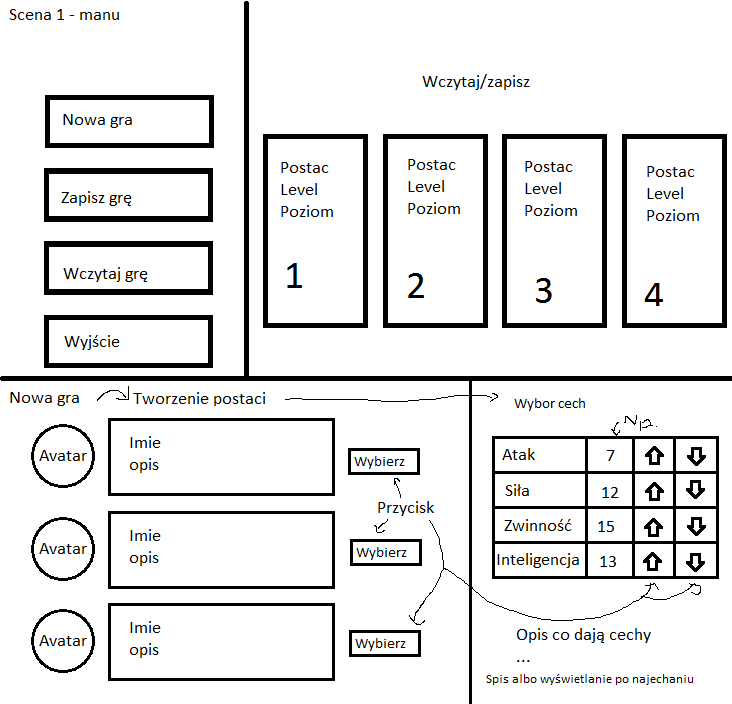 Scena 1 - manu
Nowa gra
Zapisz grę
Wczytaj grę
Wyjście
Wczytaj/zapisz
Postac
Level
Poziom
1
Postac
Level
Poziom
2
Postac
Level
Poziom
3
Postac
Level
Poziom
4
Nowa gra
Tworzenie postaci
Avatar
Imie
opis
Wybierz
Przycisk
Avatar
Imie
opis
Wybierz
Avatar
Imie
opis
Wybierz
Wybor cech
Np.
Atak 7
Siła 12
Zwinność 15
Inteligencja 13
Opis co dają cechy
...
Spis albo wyświetlanie po najechaniu